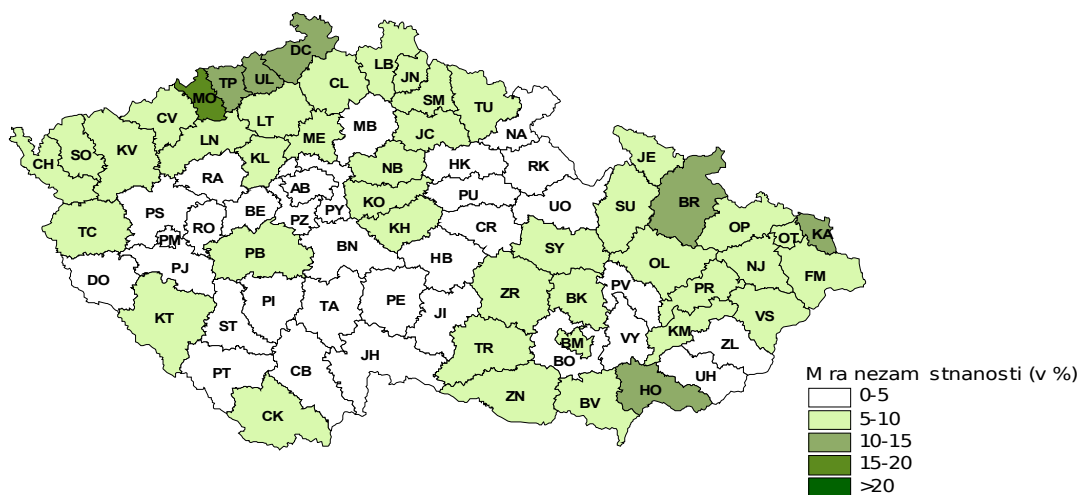 DC
LB
JN
TP
UL
CL
MO
SM
TU
CV
LT
MB
NA
LN
ME
JC
CH
SO
KV
KL
NB
HK
RK
JE
RA
AB
KO
PU
UO
SU
BR
PS
RO
BE
PZ
PY
TC
PM
KH
CR
OP
OT
KA
PB
BN
HB
SY
OL
NJ
FM
DO
PJ
PR
KT
ST
PI
TA
PE
JI
ZR
BK
PV
VS
BM
BO
VY
KM
ZL
PT
CB
JH
TR
UH
CK
ZN
BV
HO
M ra nezam stnanosti (v %)
0-5
5-10
10-15
15-20
>20